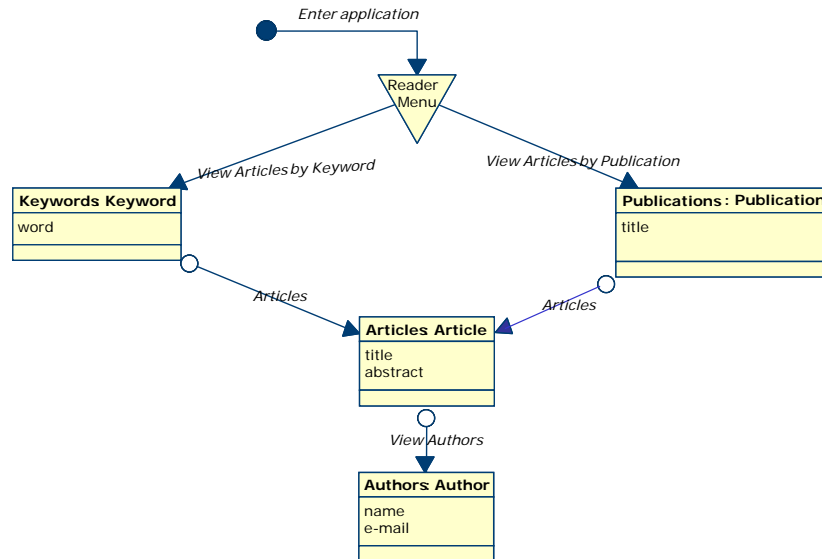 Enter application
Reader
Menu
View Articles by Keyword
View Articles by Publication
Keywords: Keyword
word
Publications : Publication
title
Articles
Articles
Articles: Article
title
abstract
View Authors
Authors: Author
name
e-mail